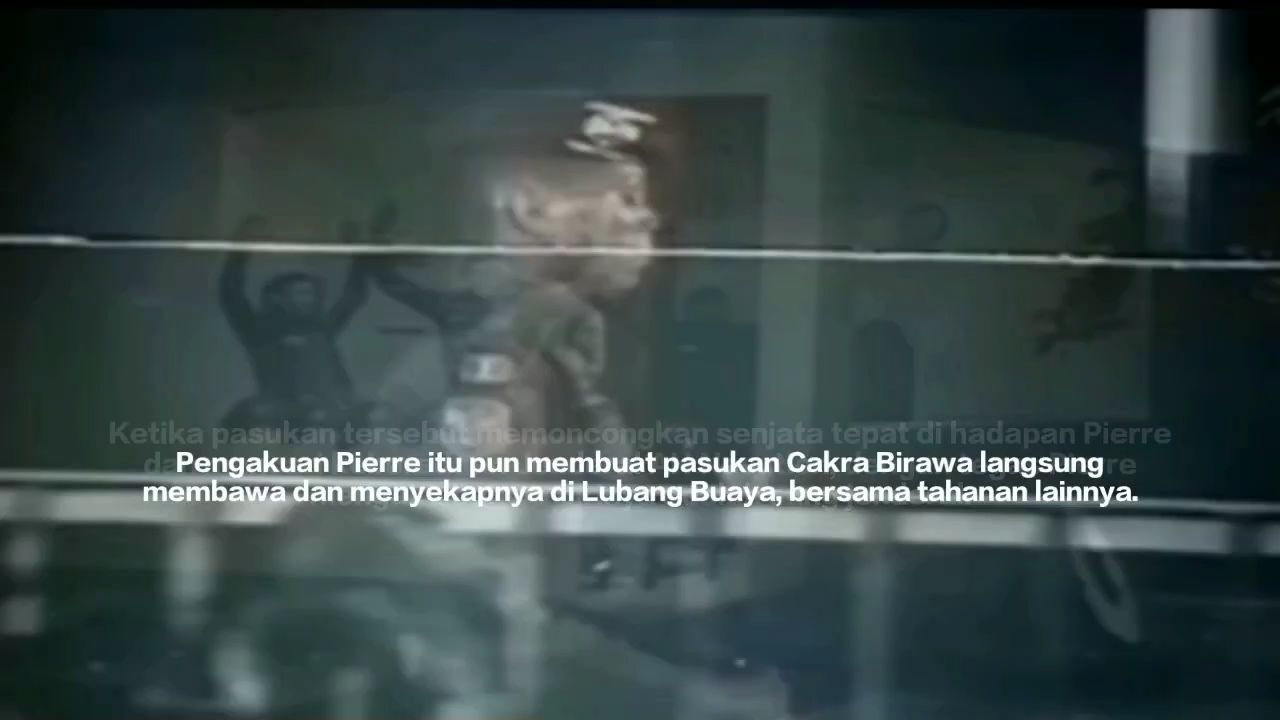 Ketika pasukan tersebut memoncongkan senjata tepat di hadapan Pierre
Pengakuan Pierre itu pun membuat pasukan Cakra Birawa langsung
membawa dan menyekapnya di Lubang Buaya, bersama tahanan lainnya.